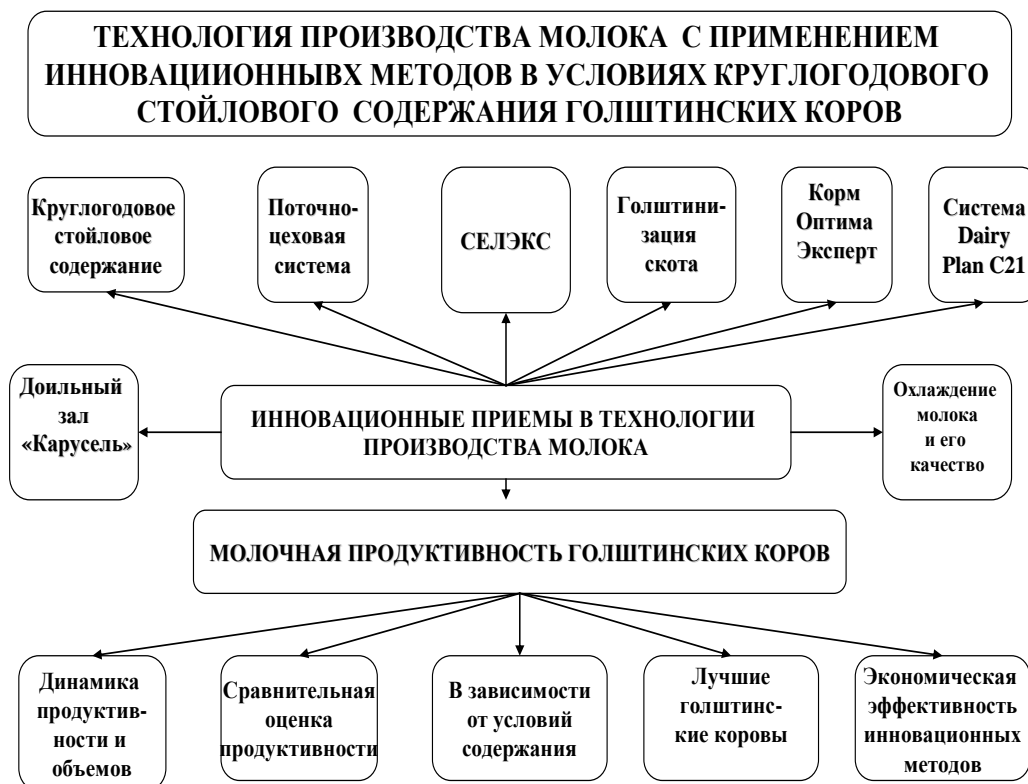 ТЕХНОЛОГИЯ ПРОИЗВОДСТВА МОЛОКА С ПРИМЕНЕНИЕМ
ИННОВАЦИИОННЫВХ МЕТОДОВ В УСЛОВИЯХ КРУГЛОГОДОВОГО
СТОЙЛОВОГО СОДЕРЖАНИЯ ГОЛШТИНСКИХ КОРОВ
Круглогодовое
стойловое
содержание
Поточно-
цеховая
система
СЕЛЭКС
Голштини-
зация
скота
Корм
Оптима
Эксперт
Система
Dairy
Plan C21
Доильный
зал
«Карусель»
ИННОВАЦИОННЫЕ ПРИЕМЫ В ТЕХНОЛОГИИ
ПРОИЗВОДСТВА МОЛОКА
Охлаждение
молока
и его
качество
МОЛОЧНАЯ ПРОДУКТИВНОСТЬ ГОЛШТИНСКИХ КОРОВ
Динамика
продуктив-
ности и
объемов
Сравнительная
оценка
продуктивности
В зависимости
от условий
содержания
Лучшие
голштинс-
кие коровы
Экономическая
эффективность
инновационных
методов